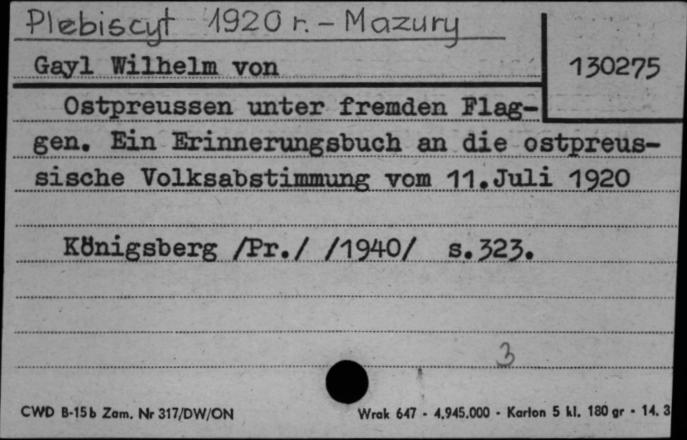 Plebiscyt 1920 r. - Mazury
Gayl Wilhelm von
130275
Ostpreussen unter fremden Flag-
gen. Ein Erinnerungsbuch an die ostpreus-
sische Volksabstimmung vom 11.Juli 1920
Königsberg /Pr./ /1940/ s.323.
3
CWD B-15b Zam. Nr 317/DW/ON
Wrak 647 - 4.945.000 - Karton 5 kl. 180 gr - 14. 3